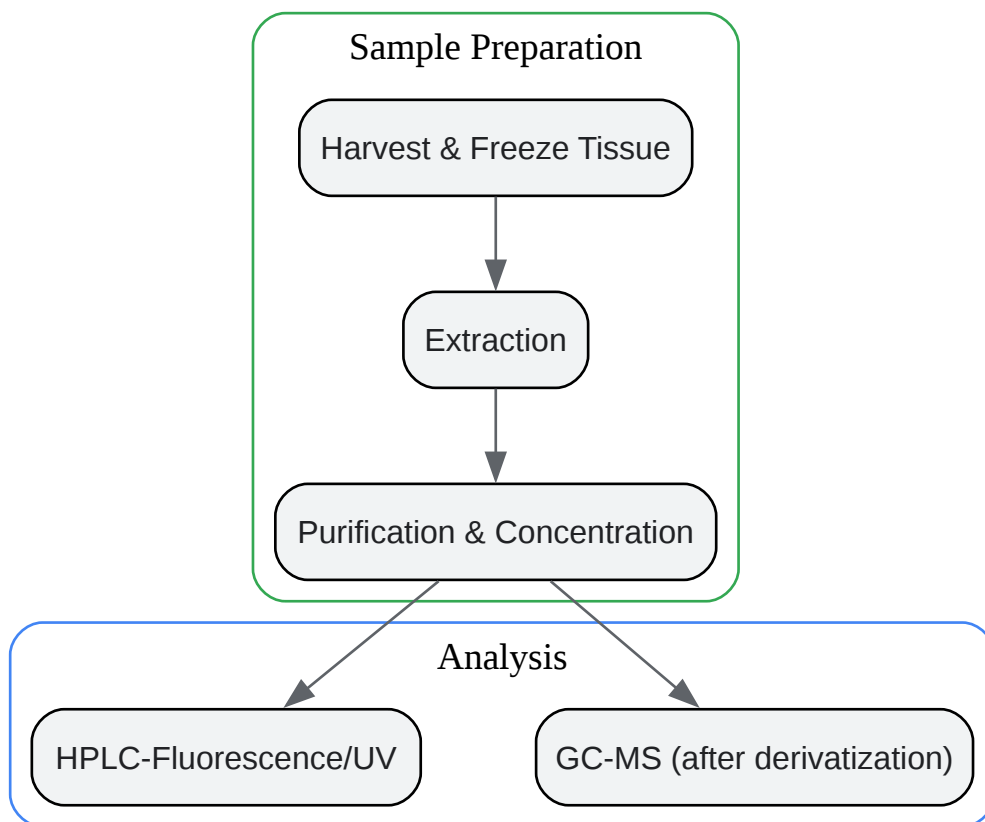 Sample Preparation
Harvest & Freeze Tissue
Extraction
Purification & Concentration
Analysis
HPLC-Fluorescence/UV
GC-MS (after derivatization)